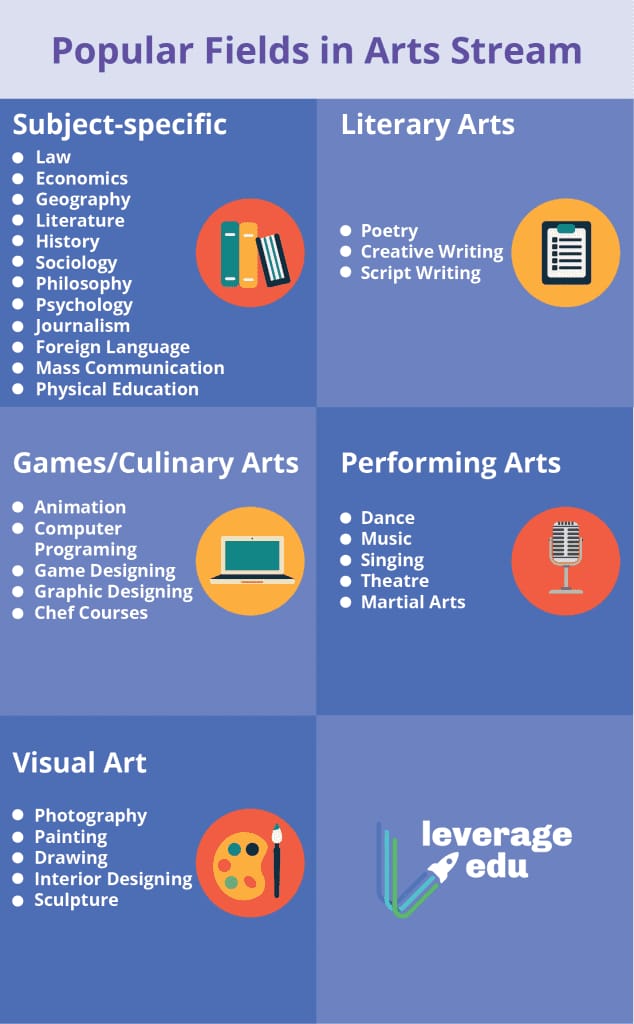 Popular Fields in Arts Stream
Subject-specific
Law
Economics
Geography
Literature
History
Sociology
Philosophy
Psychology
Journalism
Foreign Language
Mass Communication
Physical Education
Literary Arts
Poetry
Creative Writing
Script Writing
Games/Culinary Arts
Animation
Computer
Programing
Game Designing
Graphic Designing
Chef Courses
Performing Arts
Dance
Music
Singing
Theatre
Martial Arts
Visual Art
Photography
Painting
Drawing
Interior Designing
Sculpture
leverage
edu